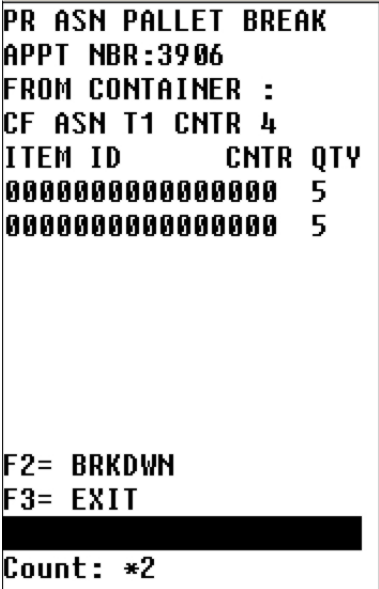 PR ASN PALLET BREAK
APPT NBR:3906
FROM CONTAINER :
CF ASN T1 CNTR 4
ITEM ID CNTR QTY
0000000000000000 5
0000000000000000 5
F2= BRKDWN
F3= EXIT
Count: *2